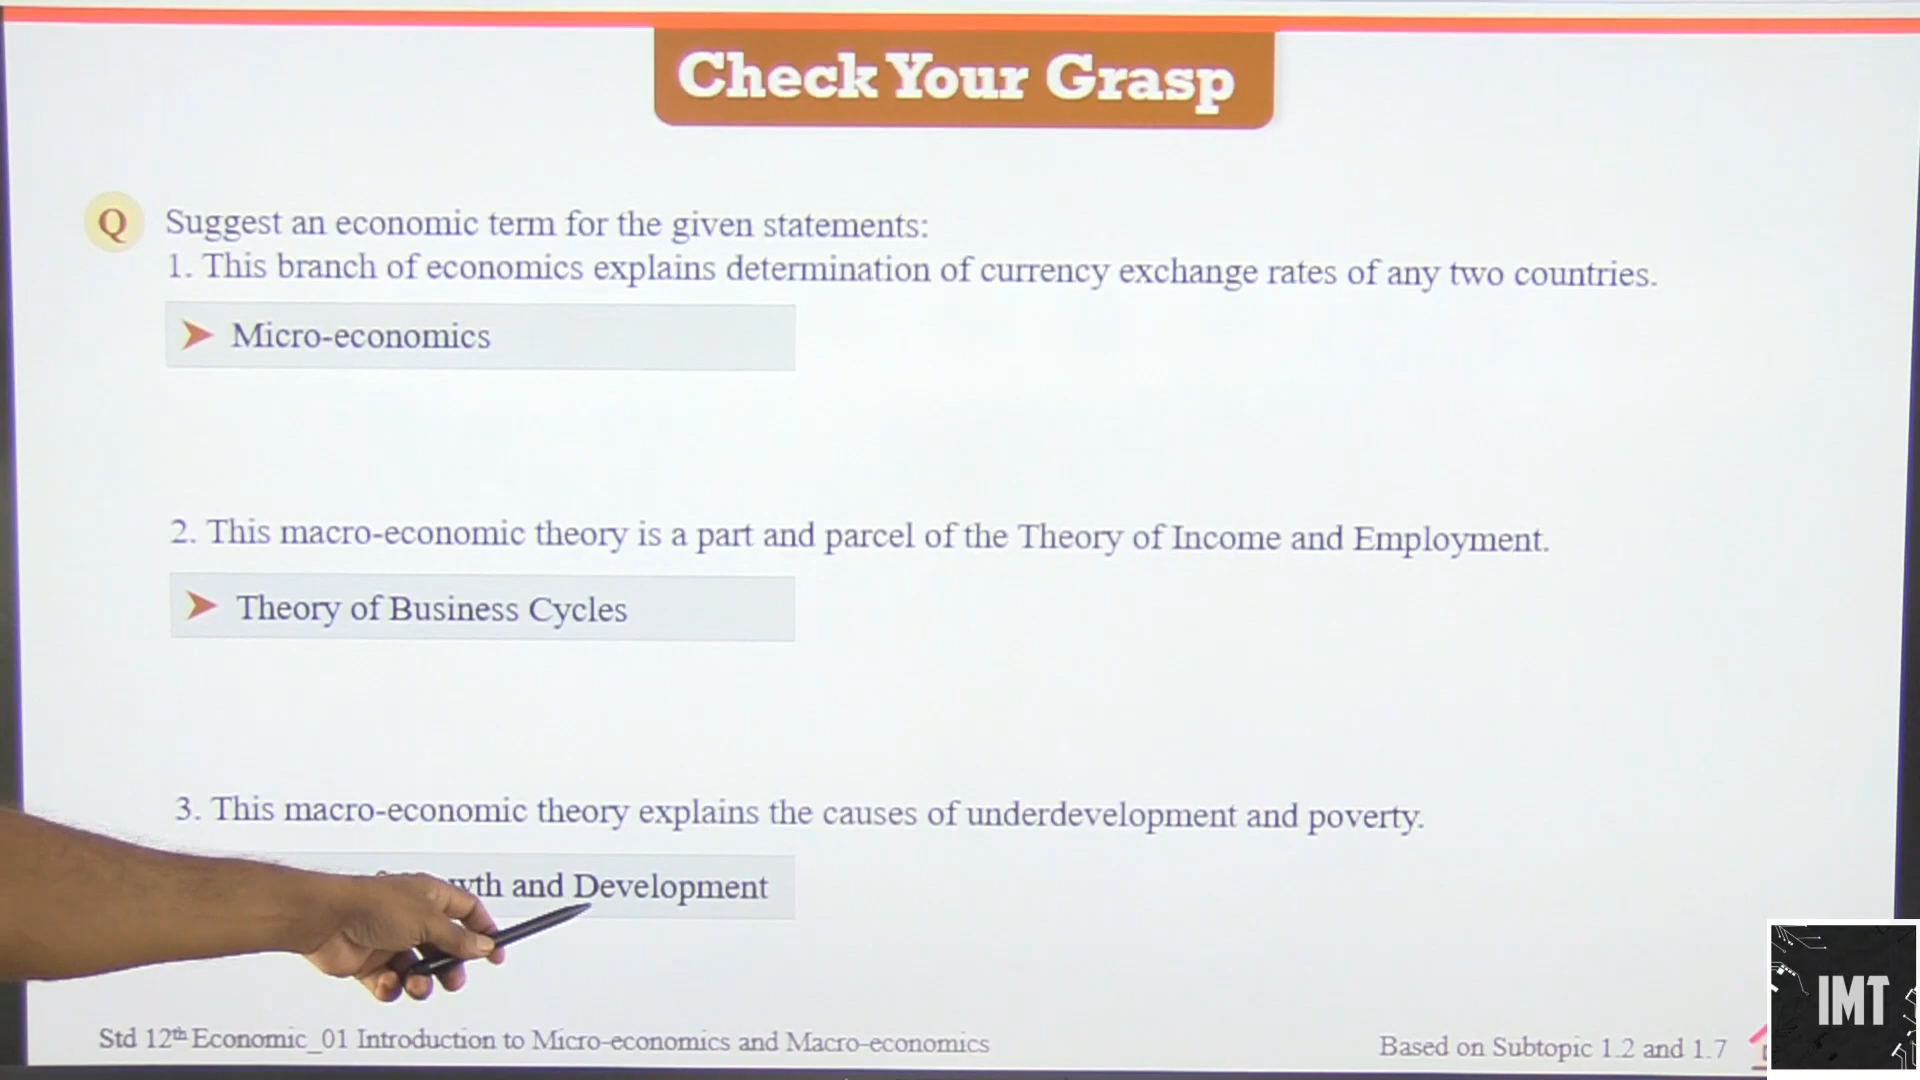 Check Your Grasp
Q Suggest an economic term for the given statements:
1. This branch of economics explains determination of currency exchange rates of any two countries.
Micro-economics
2. This macro-economic theory is a part and parcel of the Theory of Income and Employment.
Theory of Business Cycles
3. This macro-economic theory explains the causes of underdevelopment and poverty.
and Development
Std 12th Economic_01 Introduction to Micro-economics and Macro-economics
Based on Subtopic 1.2 and 1.7
IMT